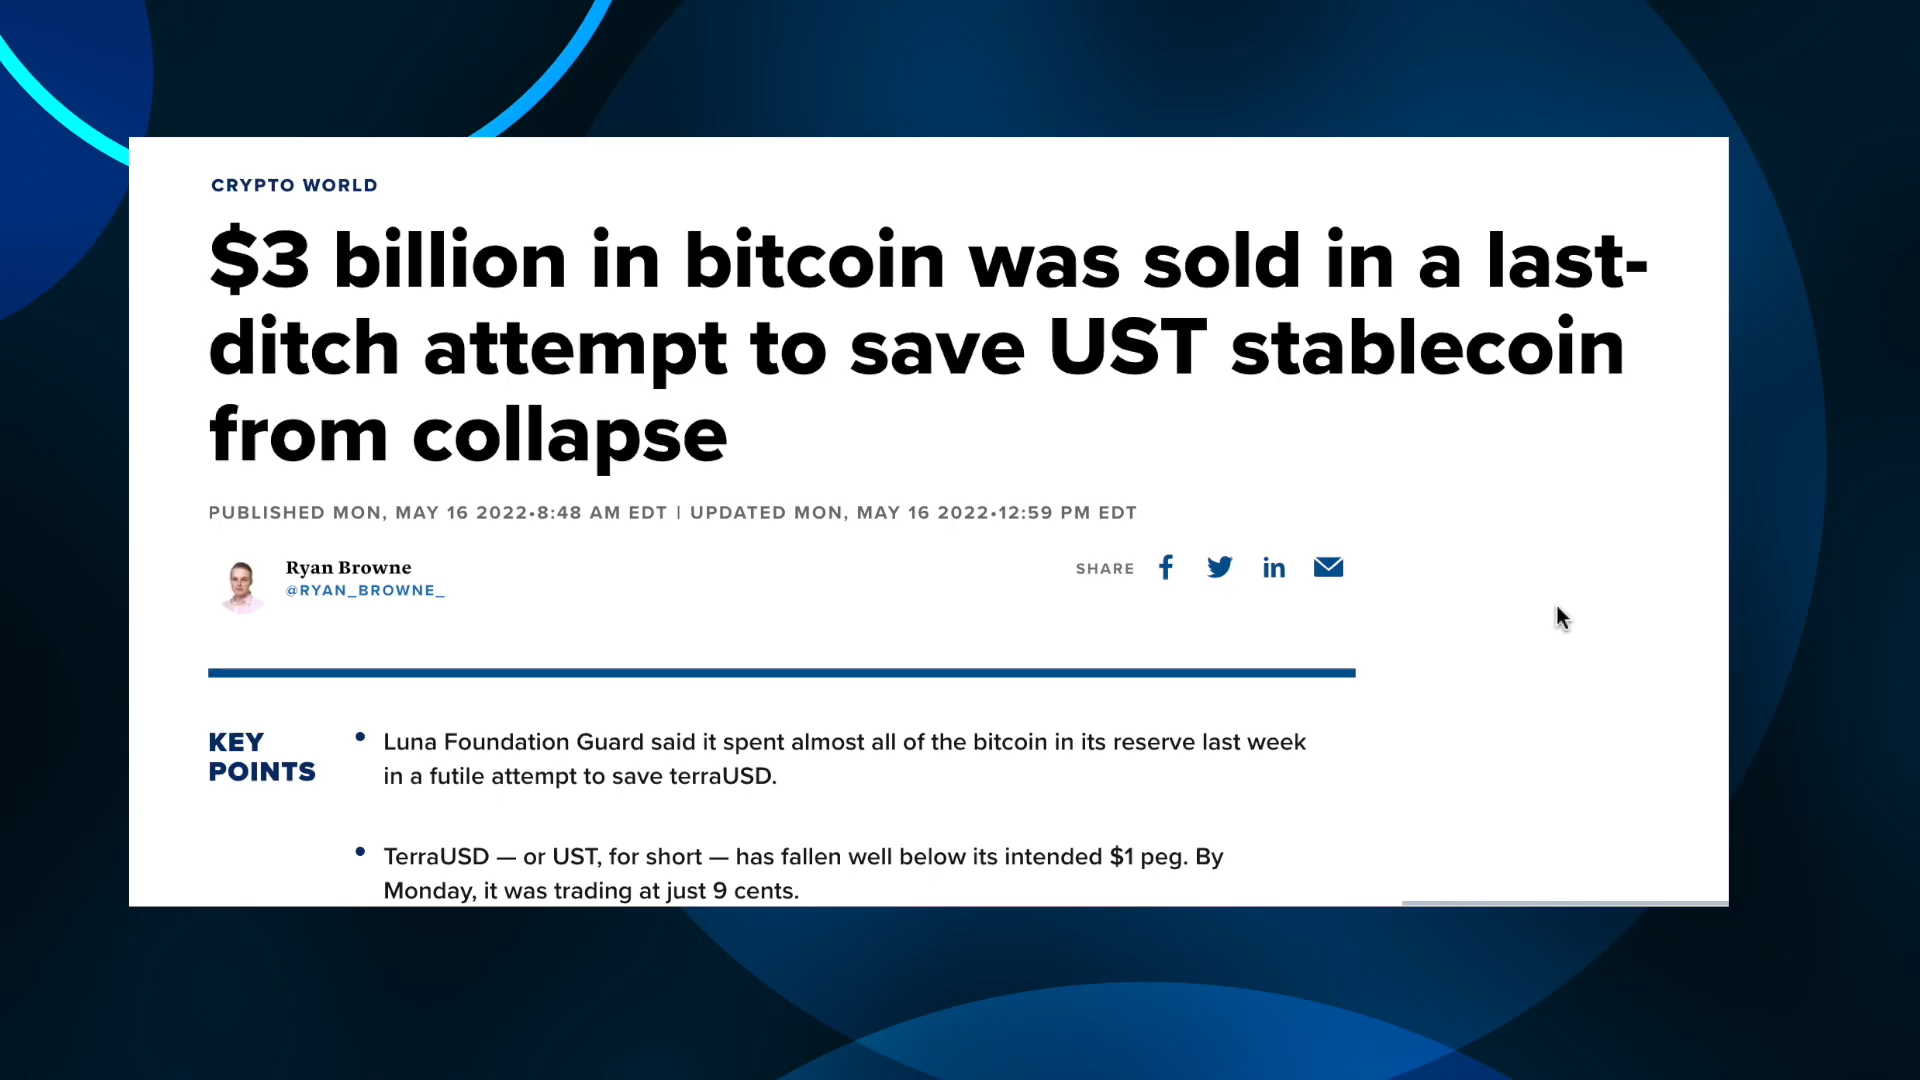 CRYPTO WORLD
$3 billion in bitcoin was sold in a last-
ditch attempt to save UST stablecoin
from collapse
PUBLISHED MON, MAY 16 2022•8:48 AM EDT | UPDATED MON, MAY 16 2022•12:59 PM EDT
Ryan Browne
@RYAN_BROWNE_
SHARE
KEY
POINTS
• Luna Foundation Guard said it spent almost all of the bitcoin in its reserve last week
in a futile attempt to save terraUSD.
• TerraUSD — or UST, for short — has fallen well below its intended $1 peg. By
Monday, it was trading at just 9 cents.